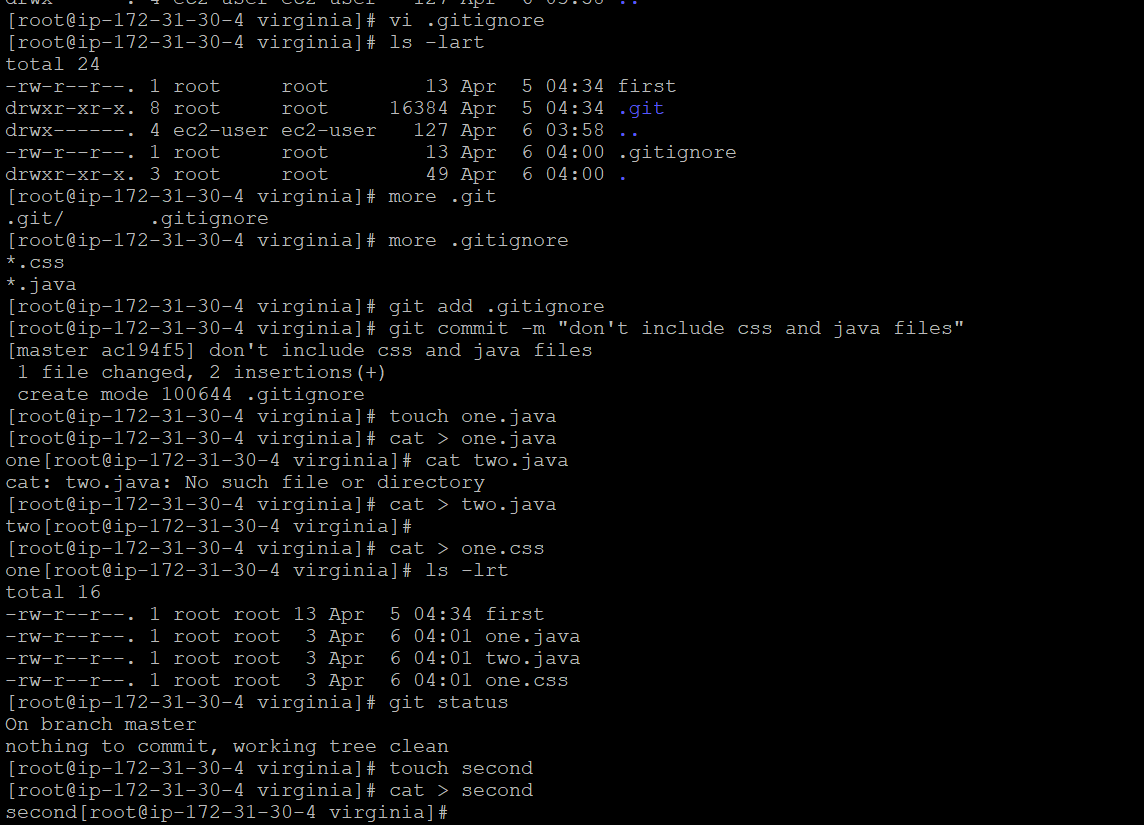 drwx------. 4 ec2-user ec2-user 127 Apr 6 03:58 ..
[root@ip-172-31-30-4 virginia]# vi .gitignore
[root@ip-172-31-30-4 virginia]# ls -lart
total 24
-rw-r--r--. 1 root     root        13 Apr  5 04:34 first
drwxr-xr-x. 8 root     root     16384 Apr  5 04:34 .git
drwx------. 4 ec2-user ec2-user   127 Apr  6 03:58 ..
-rw-r--r--. 1 root     root        13 Apr  6 04:00 .gitignore
drwxr-xr-x. 3 root     root        49 Apr  6 04:00 .
[root@ip-172-31-30-4 virginia]# more .git
.git/       .gitignore
[root@ip-172-31-30-4 virginia]# more .gitignore
*.css
*.java
[root@ip-172-31-30-4 virginia]# git add .gitignore
[root@ip-172-31-30-4 virginia]# git commit -m "don't include css and java files"
[master ac194f5] don't include css and java files
 1 file changed, 2 insertions(+)
 create mode 100644 .gitignore
[root@ip-172-31-30-4 virginia]# touch one.java
[root@ip-172-31-30-4 virginia]# cat > one.java
one[root@ip-172-31-30-4 virginia]# cat two.java
cat: two.java: No such file or directory
[root@ip-172-31-30-4 virginia]# cat > two.java
two[root@ip-172-31-30-4 virginia]#
[root@ip-172-31-30-4 virginia]# cat > one.css
one[root@ip-172-31-30-4 virginia]# ls -lrt
total 16
-rw-r--r--. 1 root root 13 Apr  5 04:34 first
-rw-r--r--. 1 root root  3 Apr  6 04:01 one.java
-rw-r--r--. 1 root root  3 Apr  6 04:01 two.java
-rw-r--r--. 1 root root  3 Apr  6 04:01 one.css
[root@ip-172-31-30-4 virginia]# git status
On branch master
nothing to commit, working tree clean
[root@ip-172-31-30-4 virginia]# touch second
[root@ip-172-31-30-4 virginia]# cat > second
second[root@ip-172-31-30-4 virginia]#